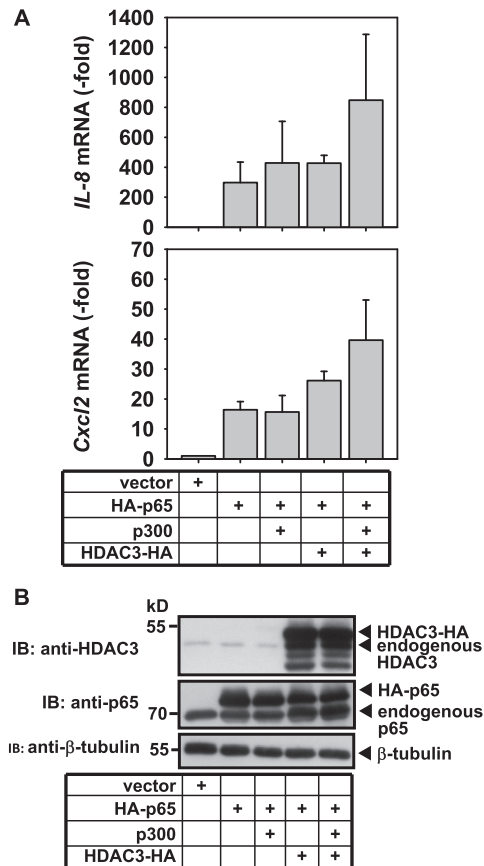 A
IL-8 mRNA (-fold)
1400
1200
1000
800
600
400
200
0
Cxcl2 mRNA (-fold)
70
60
50
40
30
20
10
0
vector +
HA-p65 + + + +
p300 + +
HDAC3-HA + +
B
kD
IB: anti-HDAC3 55 HDAC3-HA
endogenous
HDAC3
IB: anti-p65 HA-p65
70 endogenous
p65
IB: anti-β-tubulin 55 β-tubulin
vector +
HA-p65 + + + +
p300 + +
HDAC3-HA + +